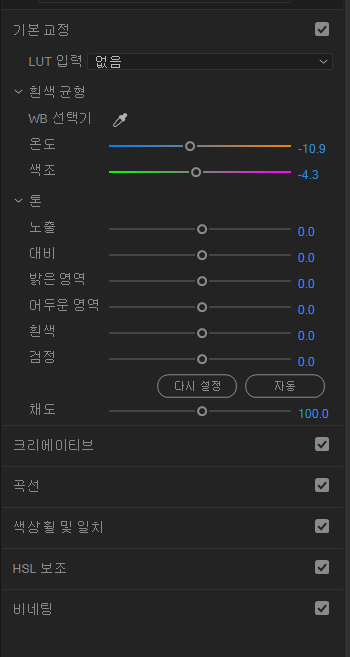 기본 교정
LUT 입력 없음
흰색 균형
WB 선택기
온도 -10.9
색조 -4.3
톤
노출 0.0
대비 0.0
밝은 영역 0.0
어두운 영역 0.0
흰색 0.0
검정 0.0
다시 설정 자동
채도 100.0
크리에이티브
곡선
색상 휠 및 일치
HSL 보조
비네팅